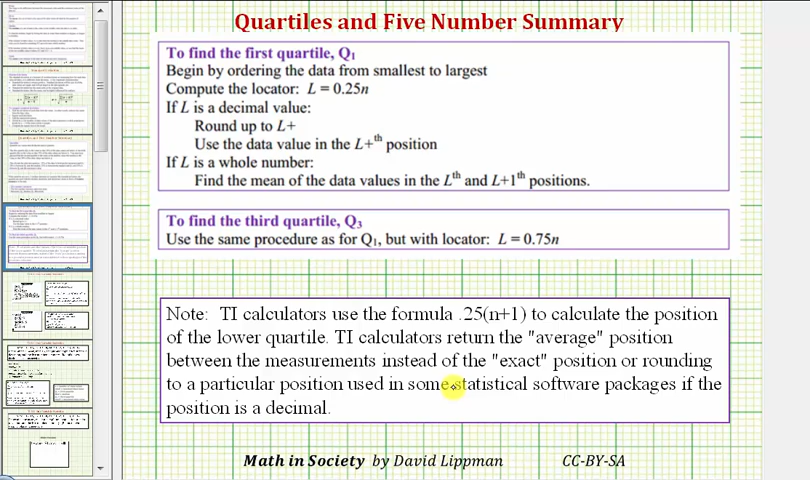 Quartiles and Five Number Summary
To find the first quartile, Q₁
Begin by ordering the data from smallest to largest
Compute the locator: L = 0.25n
If L is a decimal value:
Round up to L+
Use the data value in the L+ᵗʰ position
If L is a whole number:
Find the mean of the data values in the Lᵗʰ and L+1ᵗʰ positions.
To find the third quartile, Q₃
Use the same procedure as for Q₁, but with locator: L = 0.75n
Note: TI calculators use the formula .25(n+1) to calculate the position
of the lower quartile. TI calculators return the "average" position
between the measurements instead of the "exact" position or rounding
to a particular position used in some statistical software packages if the
position is a decimal.
Math in Society by David Lippman CC-BY-SA